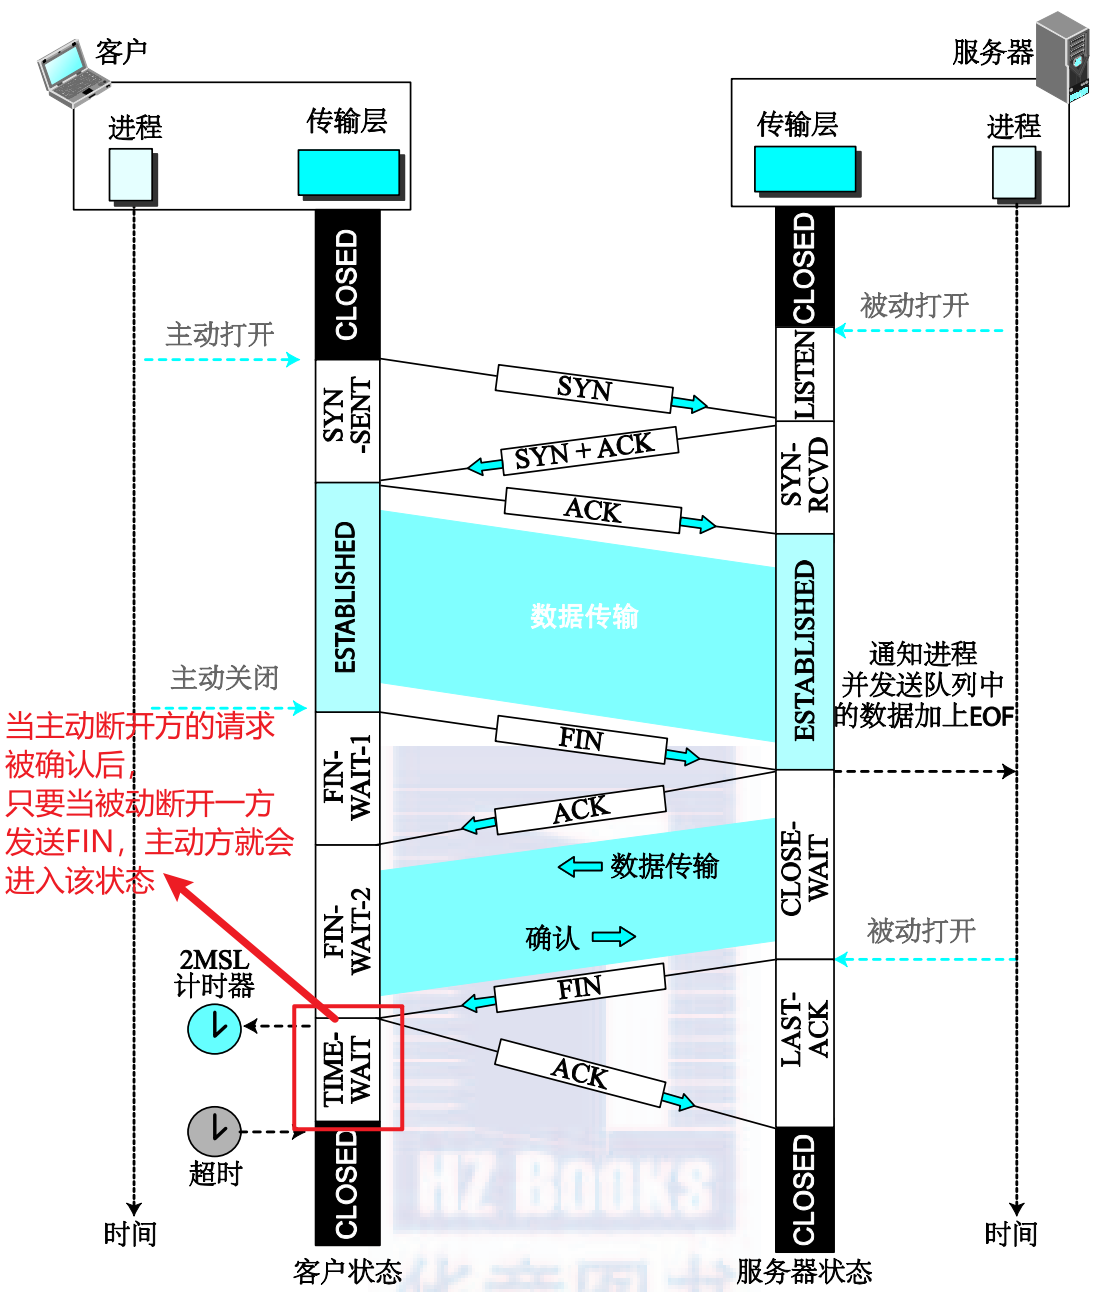 客户
服务器
进程
传输层
传输层
进程
CLOSED
CLOSED
主动打开
被动打开
LISTEN
SYN
SYN
-SENT
SYN + ACK
SYN-
RCVD
ACK
ESTABLISHED
ESTABLISHED
数据传输
主动关闭
通知进程
并发送队列中
的数据加上EOF
当主动断开方的请求
被确认后,
只要当被动断开一方
发送FIN，主动方就会
进入该状态
FIN
FIN-
WAIT-1
ACK
CLOSE-
WAIT
数据传输
FIN-
WAIT-2
确认
被动打开
2MSL
计时器
FIN
LAST-
ACK
TIME-
WAIT
ACK
超时
CLOSED
CLOSED
HZ BOOKS
时间
时间
客户状态
服务器状态